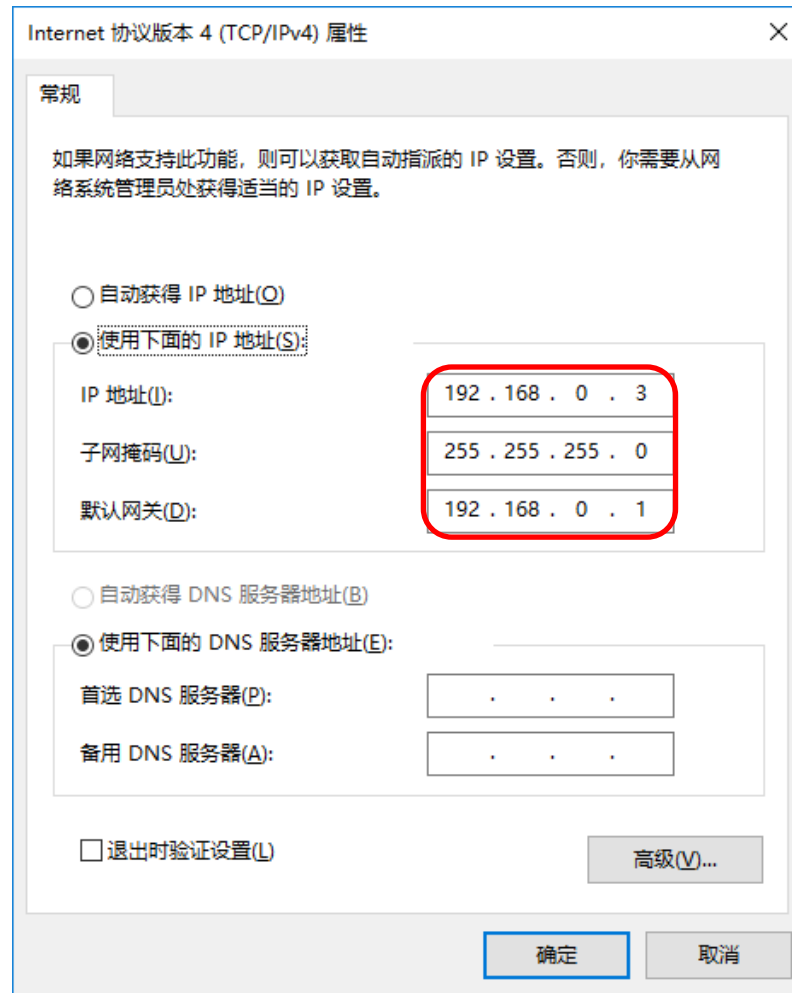 Internet 协议版本 4 (TCP/IPv4) 属性
常规
如果网络支持此功能，则可以获取自动指派的 IP 设置。否则，你需要从网
络系统管理员处获得适当的 IP 设置。
自动获得 IP 地址(O)
使用下面的 IP 地址(S):
IP 地址(I): 192 . 168 . 0 . 3
子网掩码(U): 255 . 255 . 255 . 0
默认网关(D): 192 . 168 . 0 . 1
自动获得 DNS 服务器地址(B)
使用下面的 DNS 服务器地址(E):
首选 DNS 服务器(P): . . .
备用 DNS 服务器(A): . . .
退出时验证设置(L)
高级(V)...
确定 取消